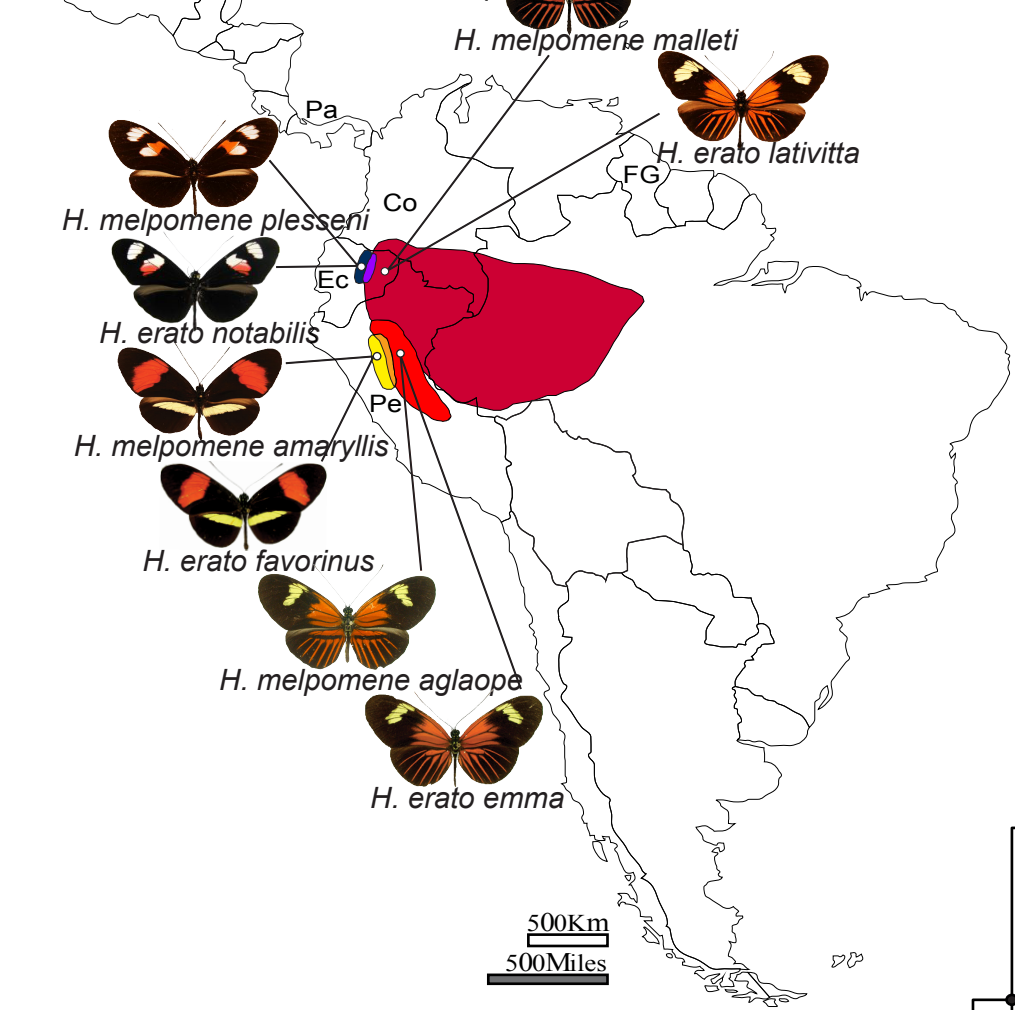 H. melpomene malleti
Pa
H. erato lativitta
FG
Co
H. melpomene plesseni
Ec
H. erato notabilis
Pe
H. melpomene amaryllis
H. erato favorinus
H. melpomene aglaope
H. erato emma
500Km
500Miles